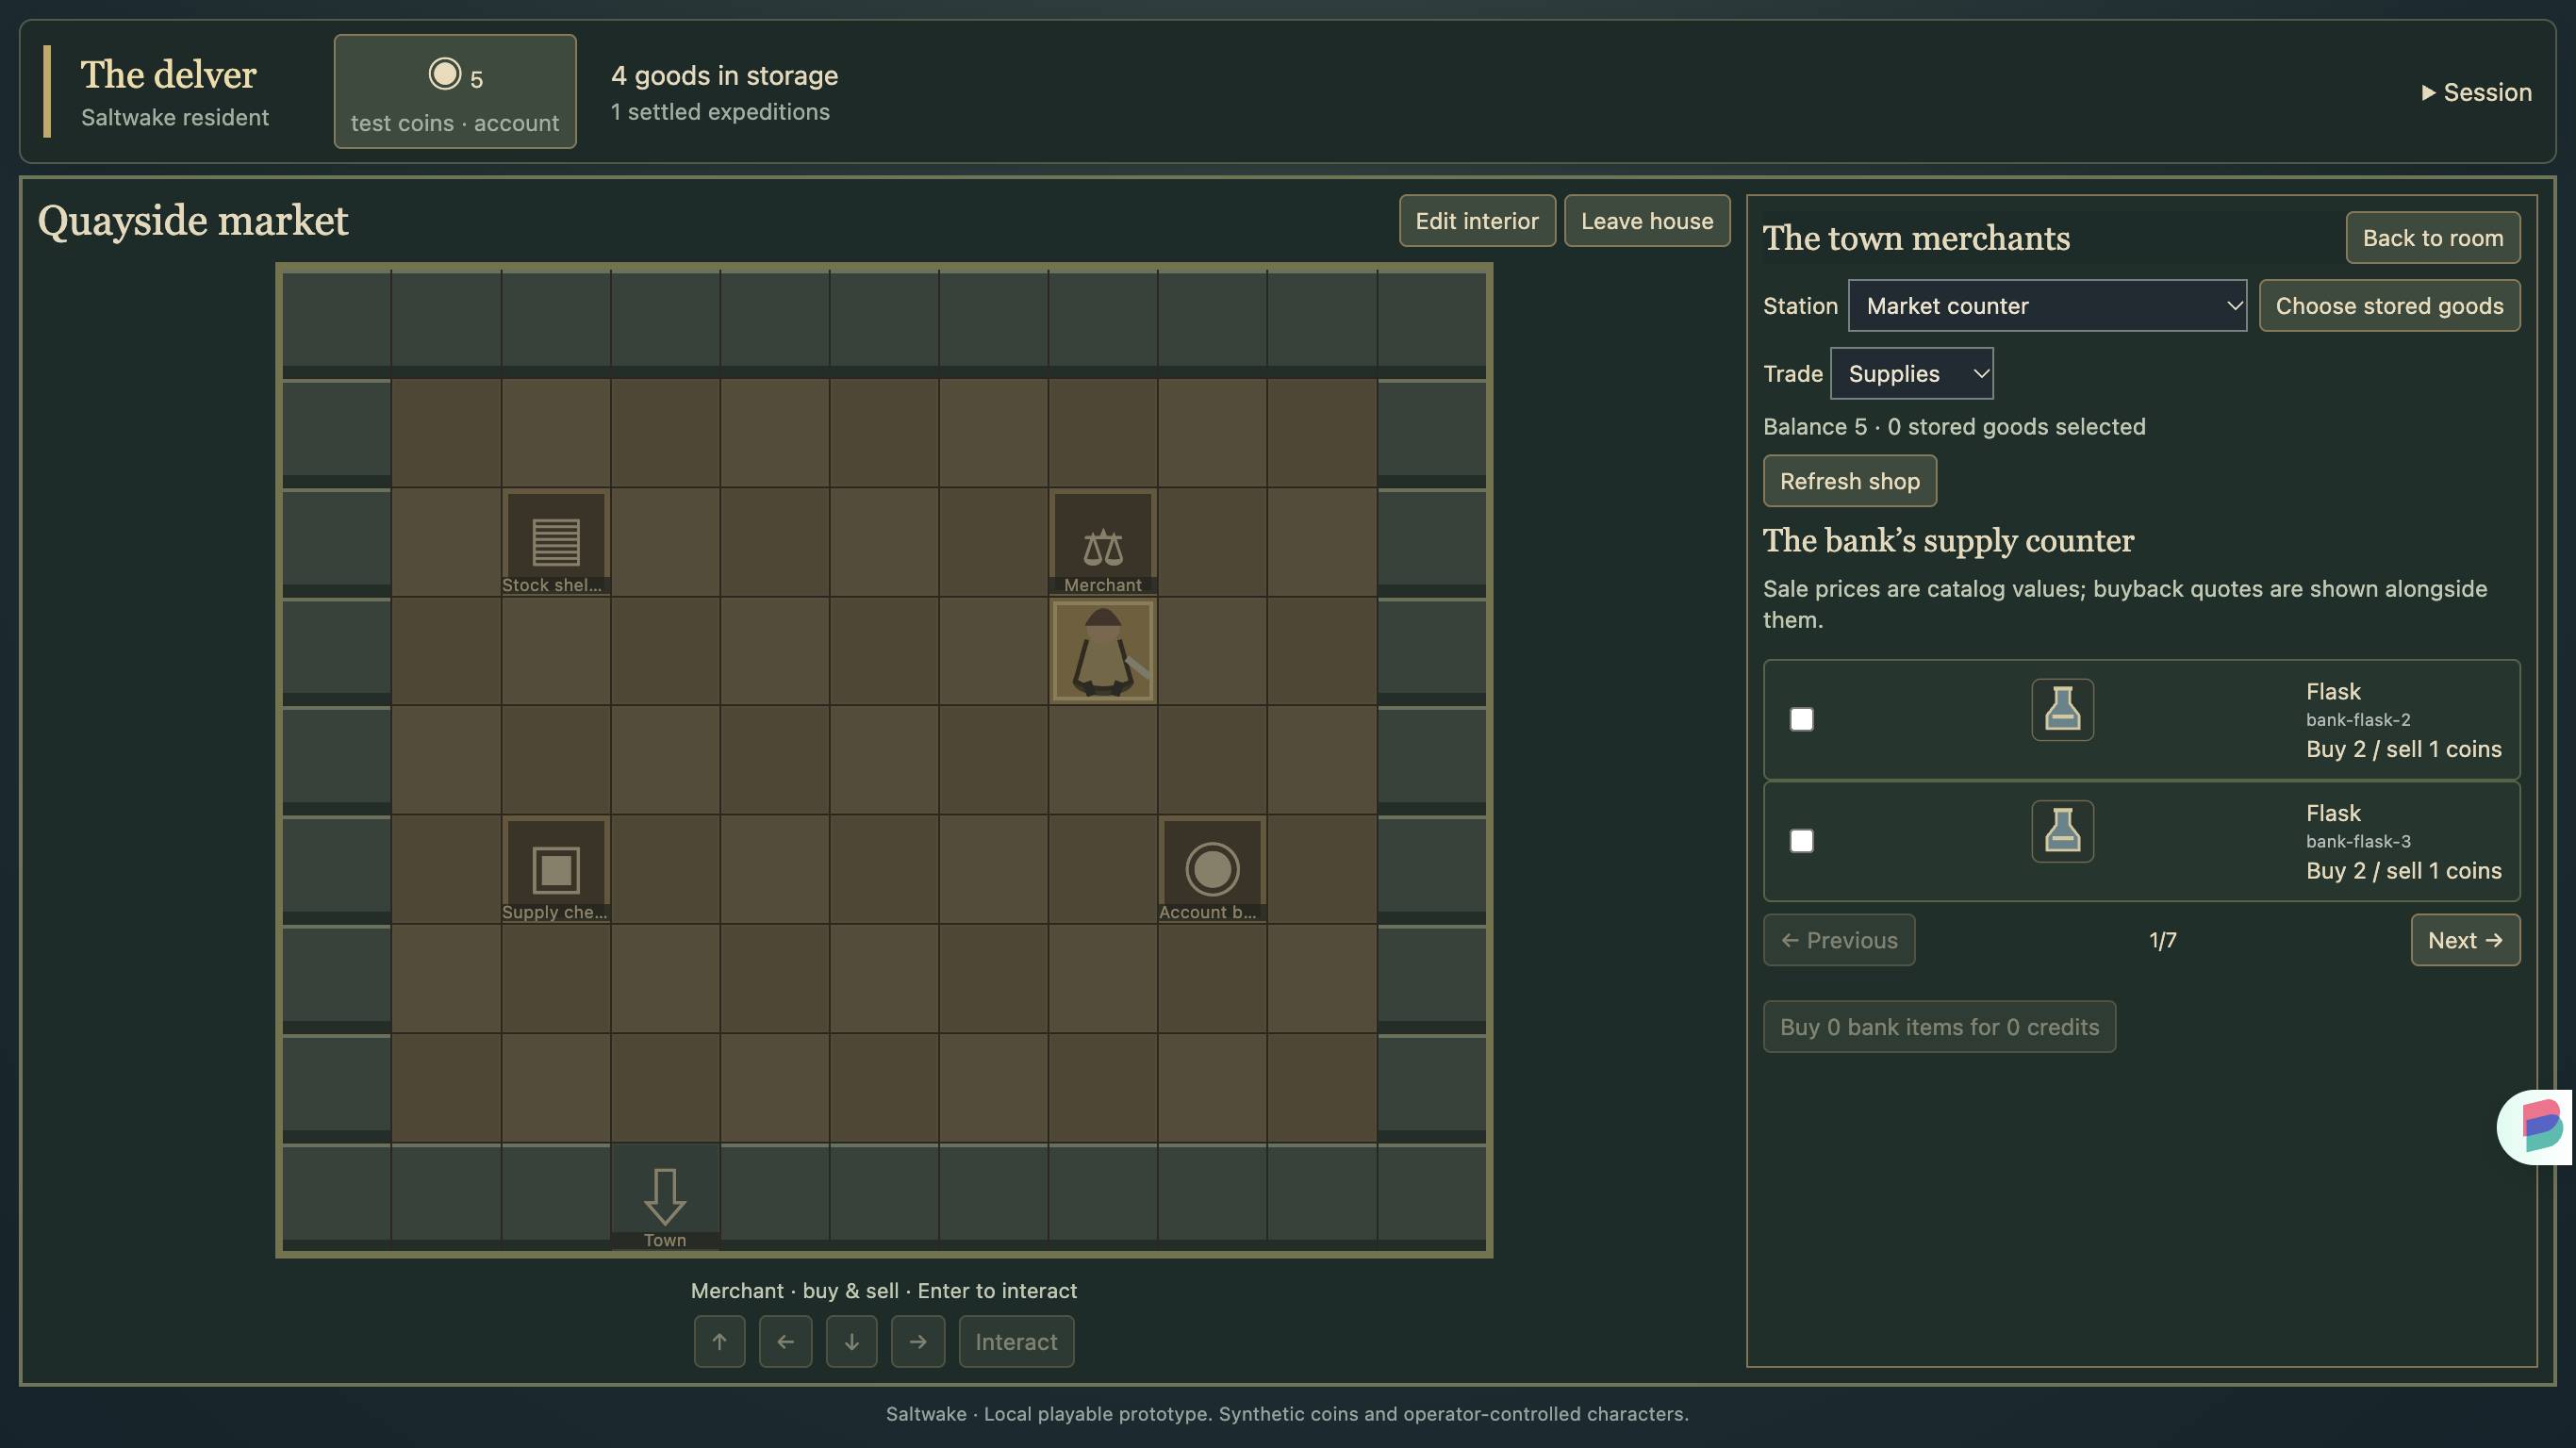 The delver
Saltwake resident
5
test coins · account
4 goods in storage
1 settled expeditions
▶ Session
Quayside market
Edit interior
Leave house
Stock shel...
Merchant
Supply che...
Account b...
Town
Merchant · buy & sell · Enter to interact
↑ ← ↓ → Interact
The town merchants
Back to room
Station Market counter
Choose stored goods
Trade Supplies
Balance 5 · 0 stored goods selected
Refresh shop
The bank’s supply counter
Sale prices are catalog values; buyback quotes are shown alongside
them.
Flask
bank-flask-2
Buy 2 / sell 1 coins
Flask
bank-flask-3
Buy 2 / sell 1 coins
← Previous
1/7
Next →
Buy 0 bank items for 0 credits
Saltwake · Local playable prototype. Synthetic coins and operator-controlled characters.